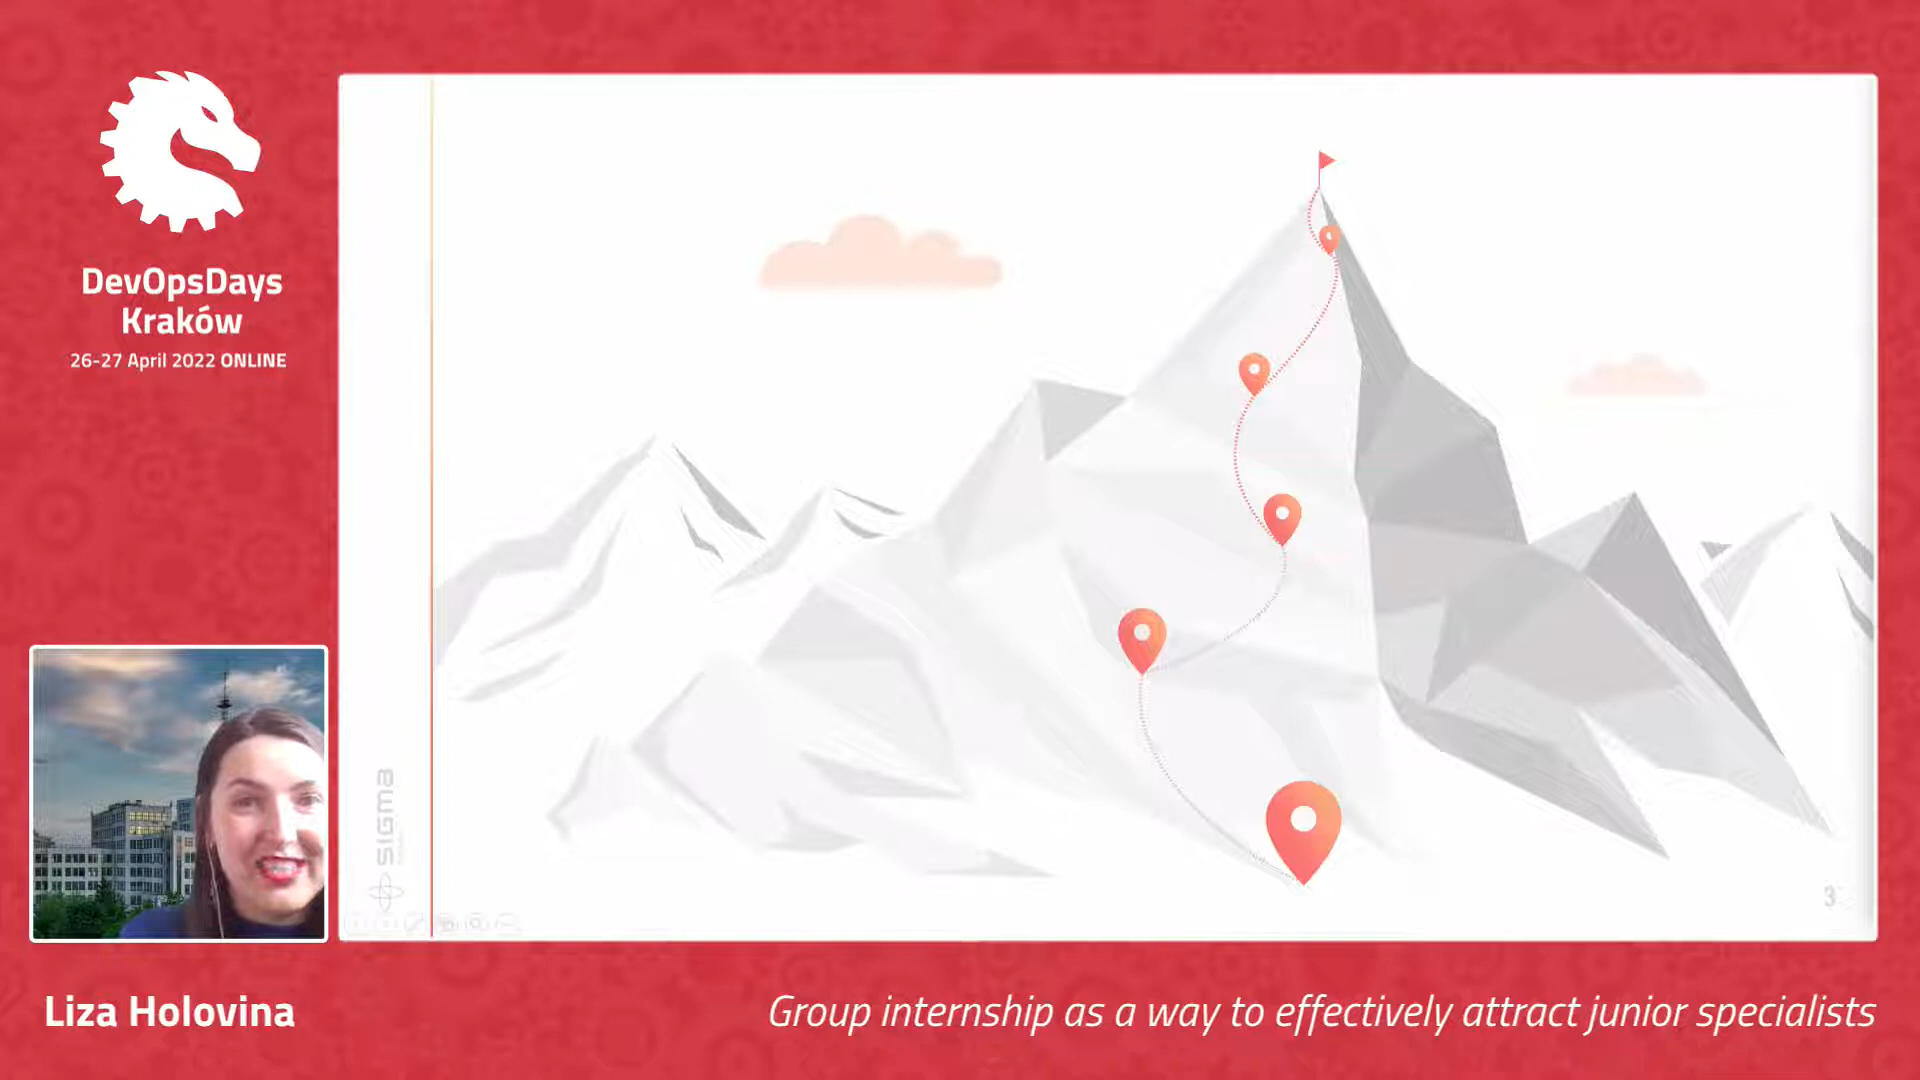 DevOpsDays
Kraków
26-27 April 2022 ONLINE
SIGMA
3
Liza Holovina
Group internship as a way to effectively attract junior specialists